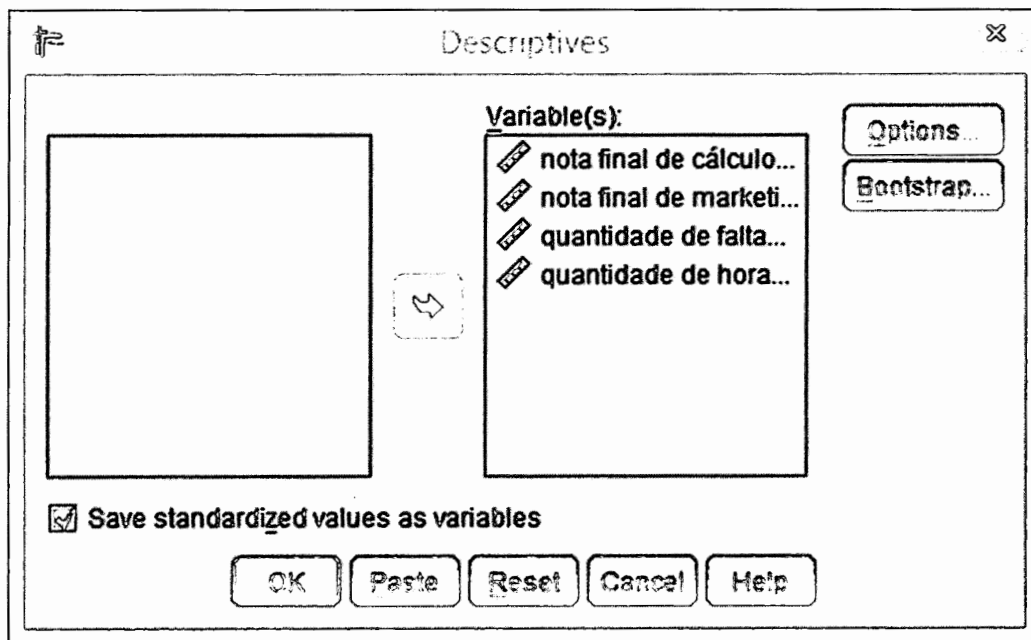 Descriptives
Variable(s):
nota final de cálculo...
nota final de marketi...
quantidade de falta...
quantidade de hora...
Options...
Bootstrap...
Save standardized values as variables
OK
Paste
Reset
Cancel
Help